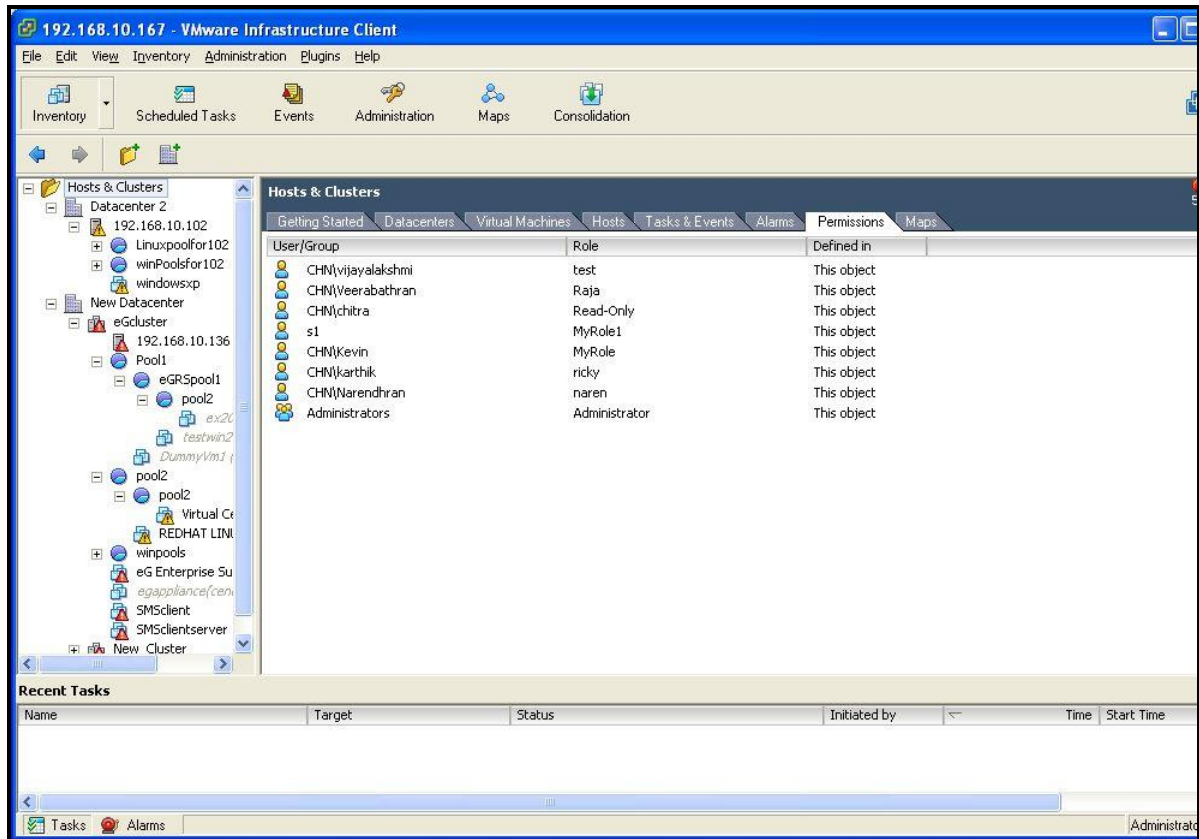 192.168.10.167 - VMware Infrastructure Client
File Edit View Inventory Administration Plugins Help
Inventory Scheduled Tasks Events Administration Maps Consolidation
Hosts & Clusters
Datacenter 2
192.168.10.102
Linuxpoolfor102
winPoolsfor102
windowsxp
New Datacenter
eGcluster
192.168.10.136
Pool1
eGRSpool1
pool2
ex20
testwin2
DummyVm1 (
pool2
pool2
Virtual Ce
REDHAT LINU
winpools
eG Enterprise Su
egappliance(cen
SMSclient
SMSclientserver
New Cluster
Hosts & Clusters
Getting Started Datacenters Virtual Machines Hosts Tasks & Events Alarms Permissions Maps
User/Group Role Defined in
CHN\vijayalakshmi test This object
CHN\Veerabathran Raja This object
CHN\chitra Read-Only This object
s1 MyRole1 This object
CHN\Kevin MyRole This object
CHN\karthik ricky This object
CHN\Narendhran naren This object
Administrators Administrator This object
Recent Tasks
Name Target Status Initiated by Time Start Time
Tasks Alarms Administrato